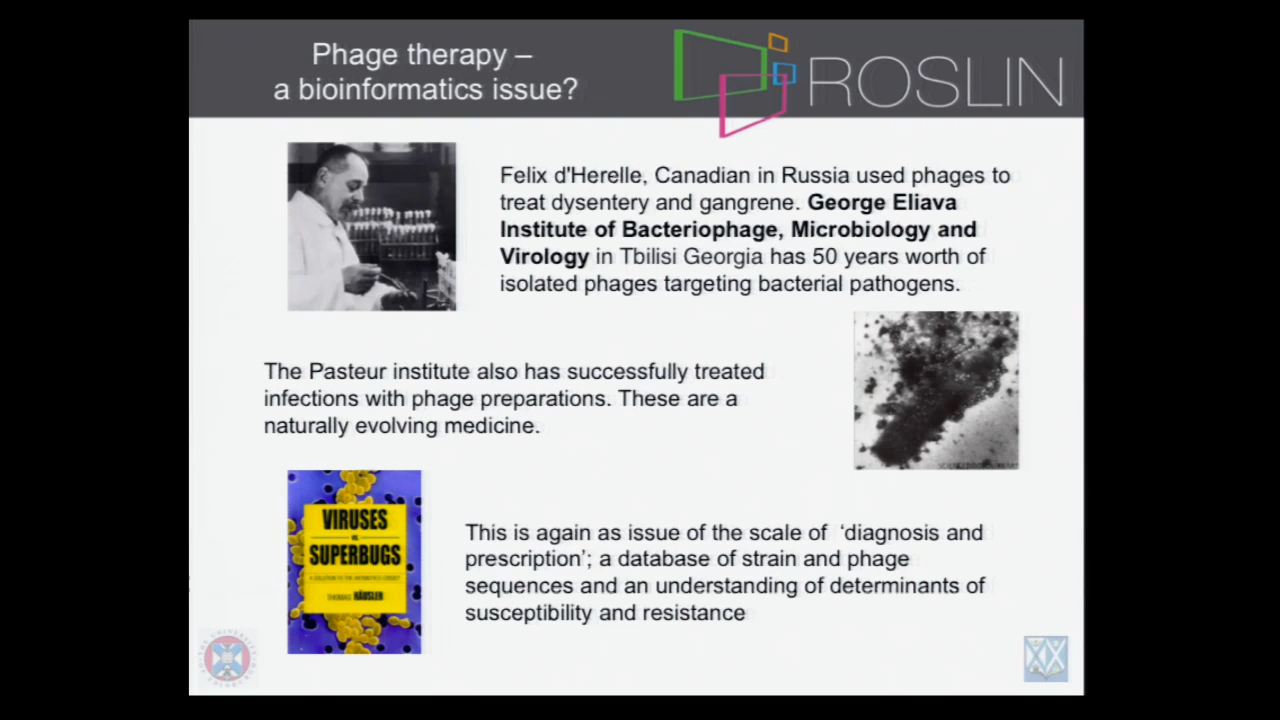 Phage therapy –
a bioinformatics issue?
ROSLIN
Felix d'Herelle, Canadian in Russia used phages to
treat dysentery and gangrene. George Eliava
Institute of Bacteriophage, Microbiology and
Virology in Tbilisi Georgia has 50 years worth of
isolated phages targeting bacterial pathogens.
The Pasteur institute also has successfully treated
infections with phage preparations. These are a
naturally evolving medicine.
VIRUSES
SUPERBUGS
THOMAS HÄUSLER
This is again as issue of the scale of 'diagnosis and
prescription'; a database of strain and phage
sequences and an understanding of determinants of
susceptibility and resistance